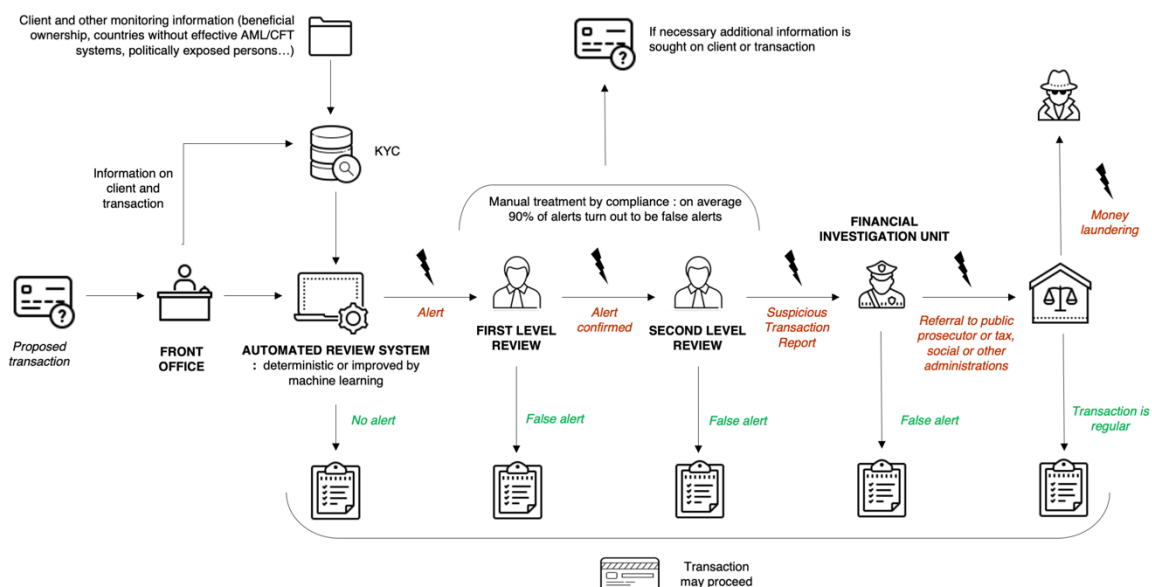 Client and other monitoring information (beneficial
ownership, countries without effective AML/CFT
systems, politically exposed persons…)
If necessary additional information is
sought on client or transaction
KYC
Information on
client and
transaction
Manual treatment by compliance : on average
90% of alerts turn out to be false alerts
FINANCIAL
INVESTIGATION UNIT
Money
laundering
Proposed
transaction
FRONT
OFFICE
AUTOMATED REVIEW SYSTEM
: deterministic or improved by
machine learning
Alert
FIRST LEVEL
REVIEW
Alert
confirmed
SECOND LEVEL
REVIEW
Suspicious
Transaction
Report
Referral to public
prosecutor or tax,
social or other
administrations
No alert
False alert
False alert
False alert
Transaction is
regular
Transaction
may proceed